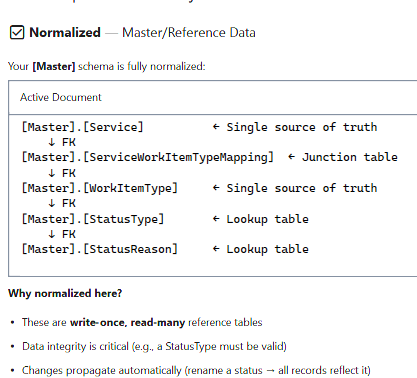 ☑ Normalized — Master/Reference Data
Your [Master] schema is fully normalized:
Active Document
[Master].[Service] ← Single source of truth
↓ FK
[Master].[ServiceWorkItemTypeMapping] ← Junction table
↓ FK
[Master].[WorkItemType] ← Single source of truth
↓ FK
[Master].[StatusType] ← Lookup table
↓ FK
[Master].[StatusReason] ← Lookup table
Why normalized here?
• These are write-once, read-many reference tables
• Data integrity is critical (e.g., a StatusType must be valid)
• Changes propagate automatically (rename a status → all records reflect it)